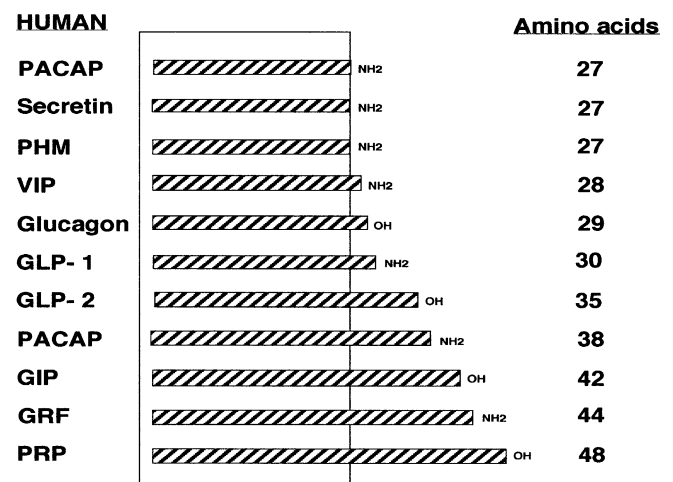 HUMAN Amino acids
PACAP NH2 27
Secretin NH2 27
PHM NH2 27
VIP NH2 28
Glucagon OH 29
GLP- 1 NH2 30
GLP- 2 OH 35
PACAP NH2 38
GIP OH 42
GRF NH2 44
PRP OH 48